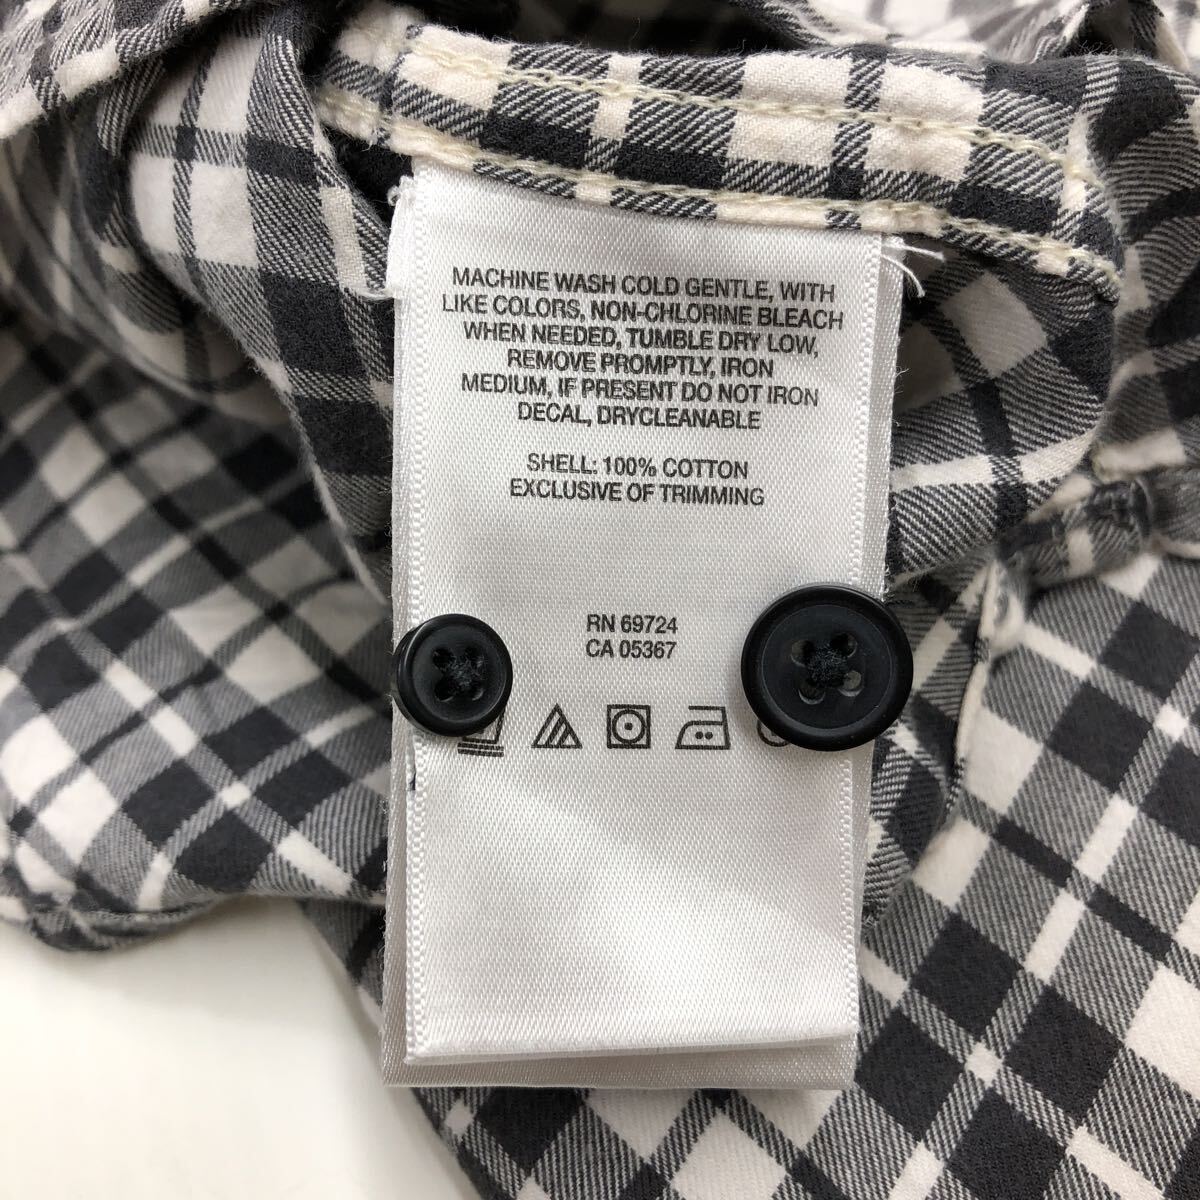 MACHINE WASH COLD GENTLE, WITH
LIKE COLORS, NON-CHLORINE BLEACH
WHEN NEEDED, TUMBLE DRY LOW,
REMOVE PROMPTLY, IRON
MEDIUM, IF PRESENT DO NOT IRON
DECAL, DRYCLEANABLE
SHELL: 100% COTTON
EXCLUSIVE OF TRIMMING
RN 69724
CA 05367